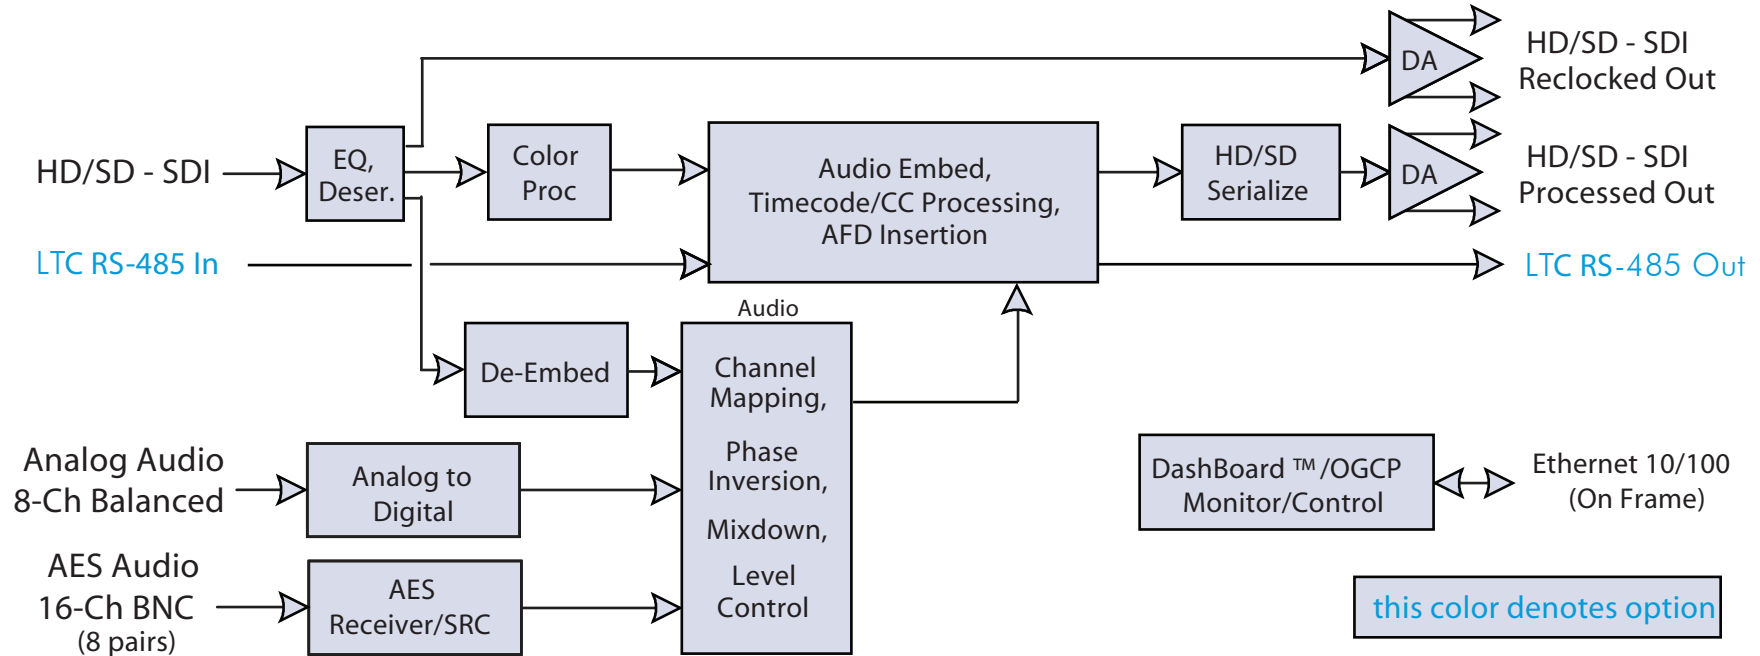 HD/SD - SDI
Reclocked Out
DA
HD/SD - SDI
EQ,
Deser.
Color
Proc
Audio Embed,
Timecode/CC Processing,
AFD Insertion
HD/SD
Serialize
DA
HD/SD - SDI
Processed Out
LTC RS-485 In
LTC RS-485 Out
Audio
De-Embed
Channel
Mapping,
Phase
Inversion,
Mixdown,
Level
Control
Analog Audio
8-Ch Balanced
Analog to
Digital
AES Audio
16-Ch BNC
(8 pairs)
AES
Receiver/SRC
DashBoard ™/OGCP
Monitor/Control
Ethernet 10/100
(On Frame)
this color denotes option